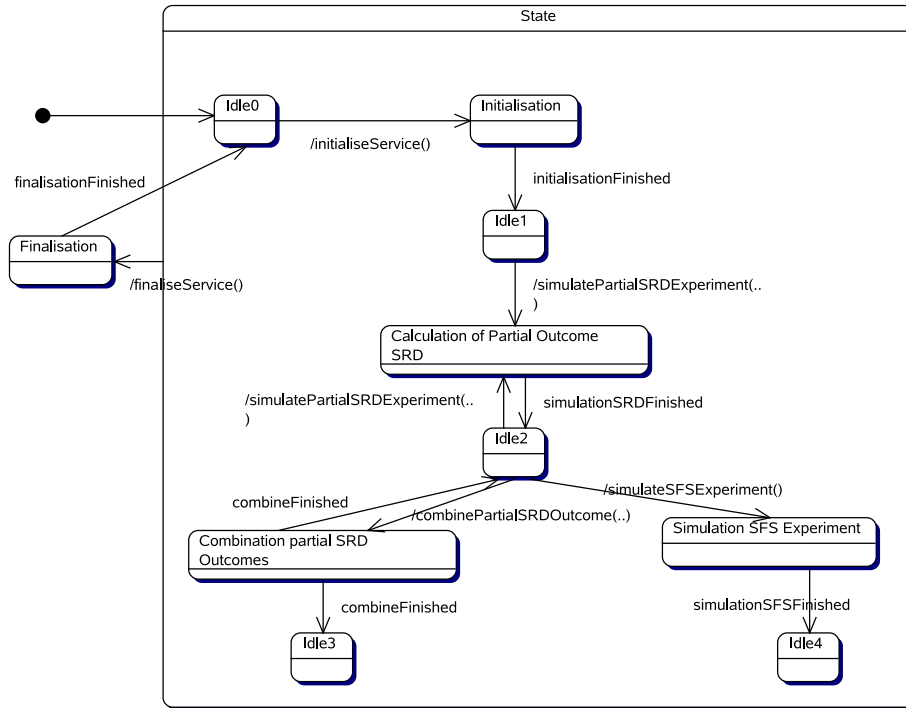 State
Idle0
Initialisation
/initialiseService()
finalisationFinished
initialisationFinished
Idle1
Finalisation
/finaliseService()
/simulatePartialSRDExperiment(..
)
Calculation of Partial Outcome
SRD
/simulatePartialSRDExperiment(..
)
simulationSRDFinished
Idle2
combineFinished
/simulateSFSExperiment()
/combinePartialSRDOutcome(..)
Combination partial SRD
Outcomes
Simulation SFS Experiment
combineFinished
simulationSFSFinished
Idle3
Idle4